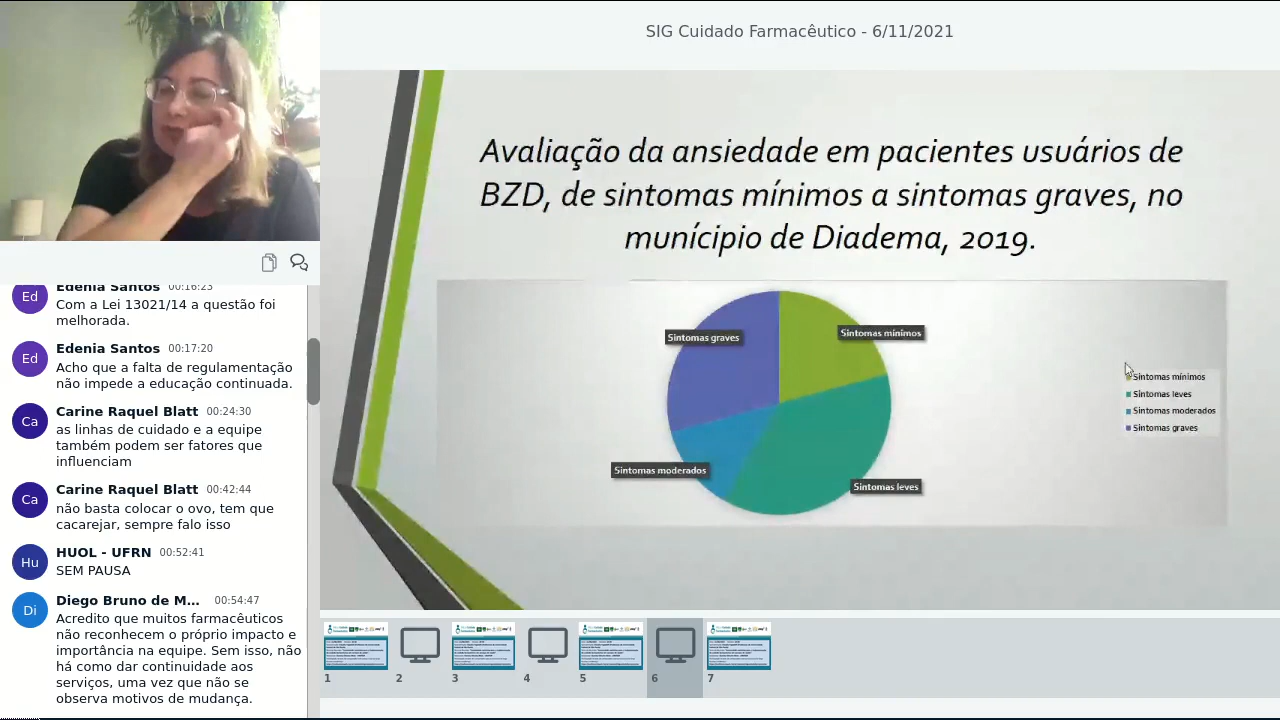 SIG Cuidado Farmacêutico - 6/11/2021
Edenia Santos 00:16:23
Com a Lei 13021/14 a questão foi
melhorada.
Ed
Edenia Santos 00:17:20
Acho que a falta de regulamentação
não impede a educação continuada.
Ed
Carine Raquel Blatt 00:24:30
as linhas de cuidado e a equipe
também podem ser fatores que
influenciam
Ca
Carine Raquel Blatt 00:42:44
não basta colocar o ovo, tem que
cacarejar, sempre falo isso
Ca
HUOL - UFRN 00:52:41
SEM PAUSA
Hu
Diego Bruno de M... 00:54:47
Acredito que muitos farmacêuticos
não reconhecem o próprio impacto e
importância na equipe. Sem isso, não
há como dar continuidade nos
serviços, uma vez que não se
observa motivos de mudança.
Di
Avaliação da ansiedade em pacientes usuários de
BZD, de sintomas mínimos a sintomas graves, no
munícipio de Diadema, 2019.
Sintomas graves
Sintomas mínimos
Sintomas moderados
Sintomas leves
Sintomas mínimos
Sintomas leves
Sintomas moderados
Sintomas graves
1
2
3
4
5
6
7